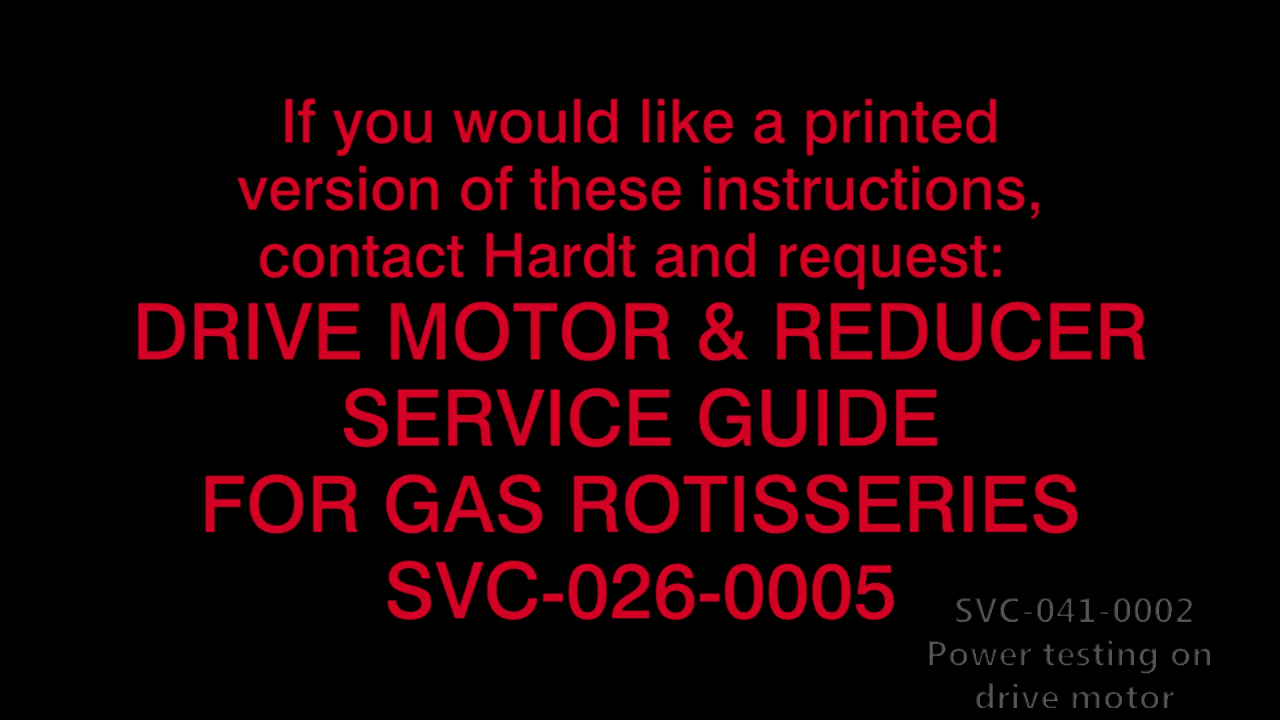 If you would like a printed
version of these instructions,
contact Hardt and request:
DRIVE MOTOR & REDUCER
SERVICE GUIDE
FOR GAS ROTISSERIES
SVC-026-0005
SVC-041-0002
Power testing on
drive motor